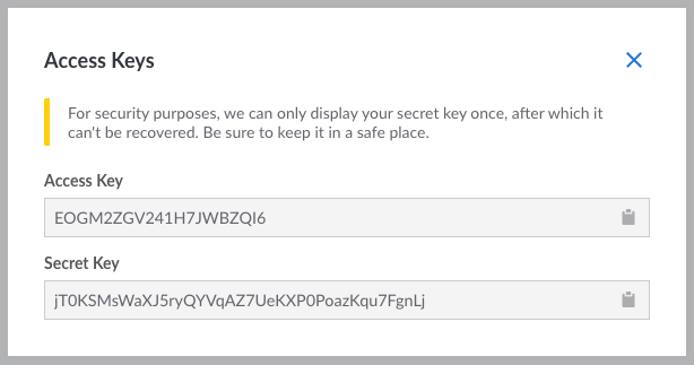 Access Keys
For security purposes, we can only display your secret key once, after which it
can't be recovered. Be sure to keep it in a safe place.
Access Key
EOGM2ZGV241H7JWBZQI6
Secret Key
jT0KSMsWaXJ5ryQYVqAZ7UeKXP0PoazKqu7FgnLj